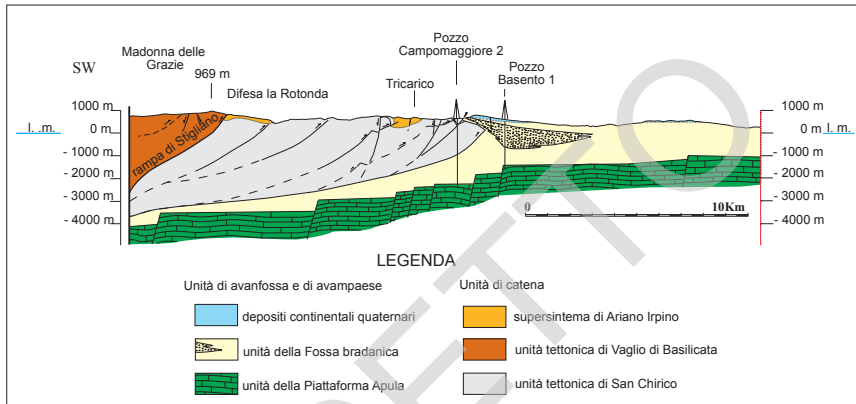 Pozzo
Campomaggiore 2
Madonna delle
Grazie
SW
969 m
Difesa la Rotonda
Tricarico
Pozzo
Basento 1
1000 m
l. .m.
0 m
- 1000 m
- 2000 m
- 3000 m
- 4000 m
rampa di Stigliano
1000 m
0 m
l. .m.
- 1000 m
- 2000 m
- 3000 m
- 4000 m
0
10Km
LEGENDA
Unità di avanfossa e di avampaese
Unità di catena
depositi continentali quaternari
supersintema di Ariano Irpino
unità della Fossa bradanica
unità tettonica di Vaglio di Basilicata
unità della Piattaforma Apula
unità tettonica di San Chirico